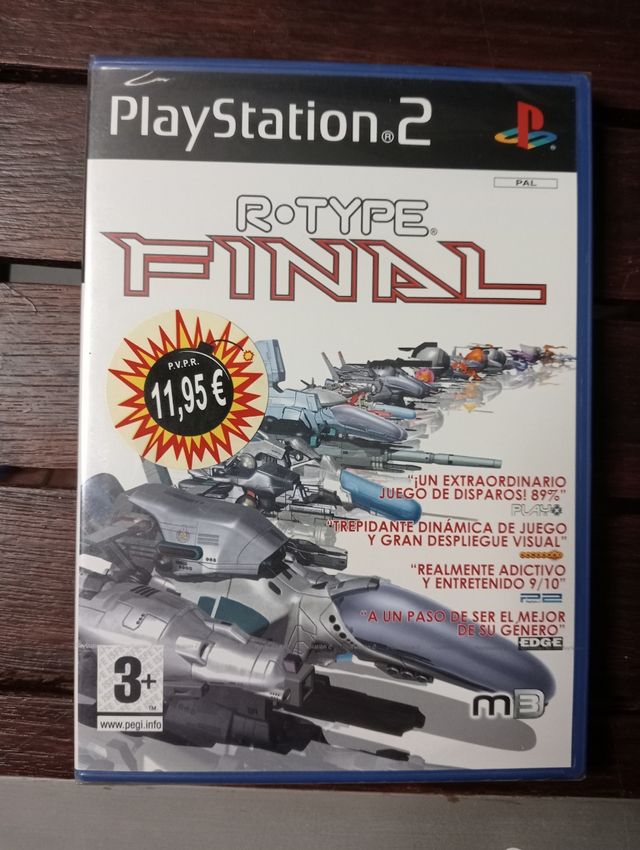 PlayStation®2
PAL
R•TYPE®
FINAL
P.V.P.R.
11,95 €
"¡UN EXTRAORDINARIO
JUEGO DE DISPAROS! 89%"
PLAY
"TREPIDANTE DINÁMICA DE JUEGO
Y GRAN DESPLIEGUE VISUAL"
"REALMENTE ADICTIVO
Y ENTRETENIDO 9/10"
"A UN PASO DE SER EL MEJOR
DE SU GENERO"
EDGE
3+
TM
www.pegi.info
m3